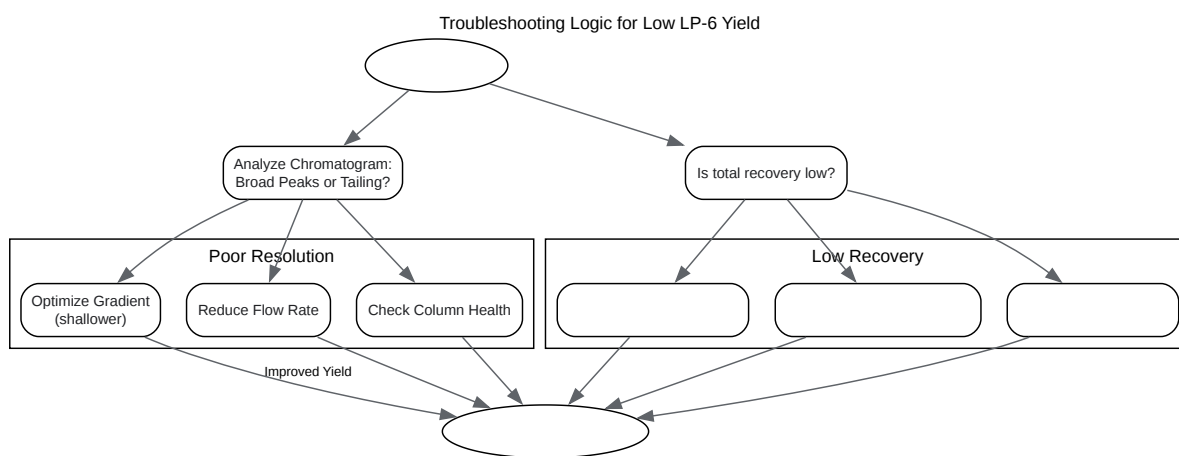 Troubleshooting Logic for Low LP-6 Yield
Analyze Chromatogram:
Broad Peaks or Tailing?
Is total recovery low?
Poor Resolution
Low Recovery
Optimize Gradient
(shallower)
Reduce Flow Rate
Check Column Health
Improved Yield